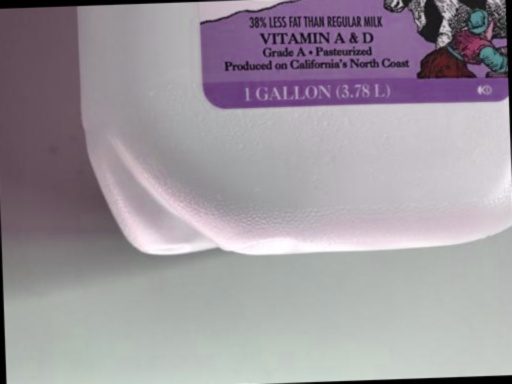 38% LESS FAT THAN REGULAR MILK
VITAMIN A & D
Grade A • Pasteurized
Produced on California's North Coast
1 GALLON (3.78 L)